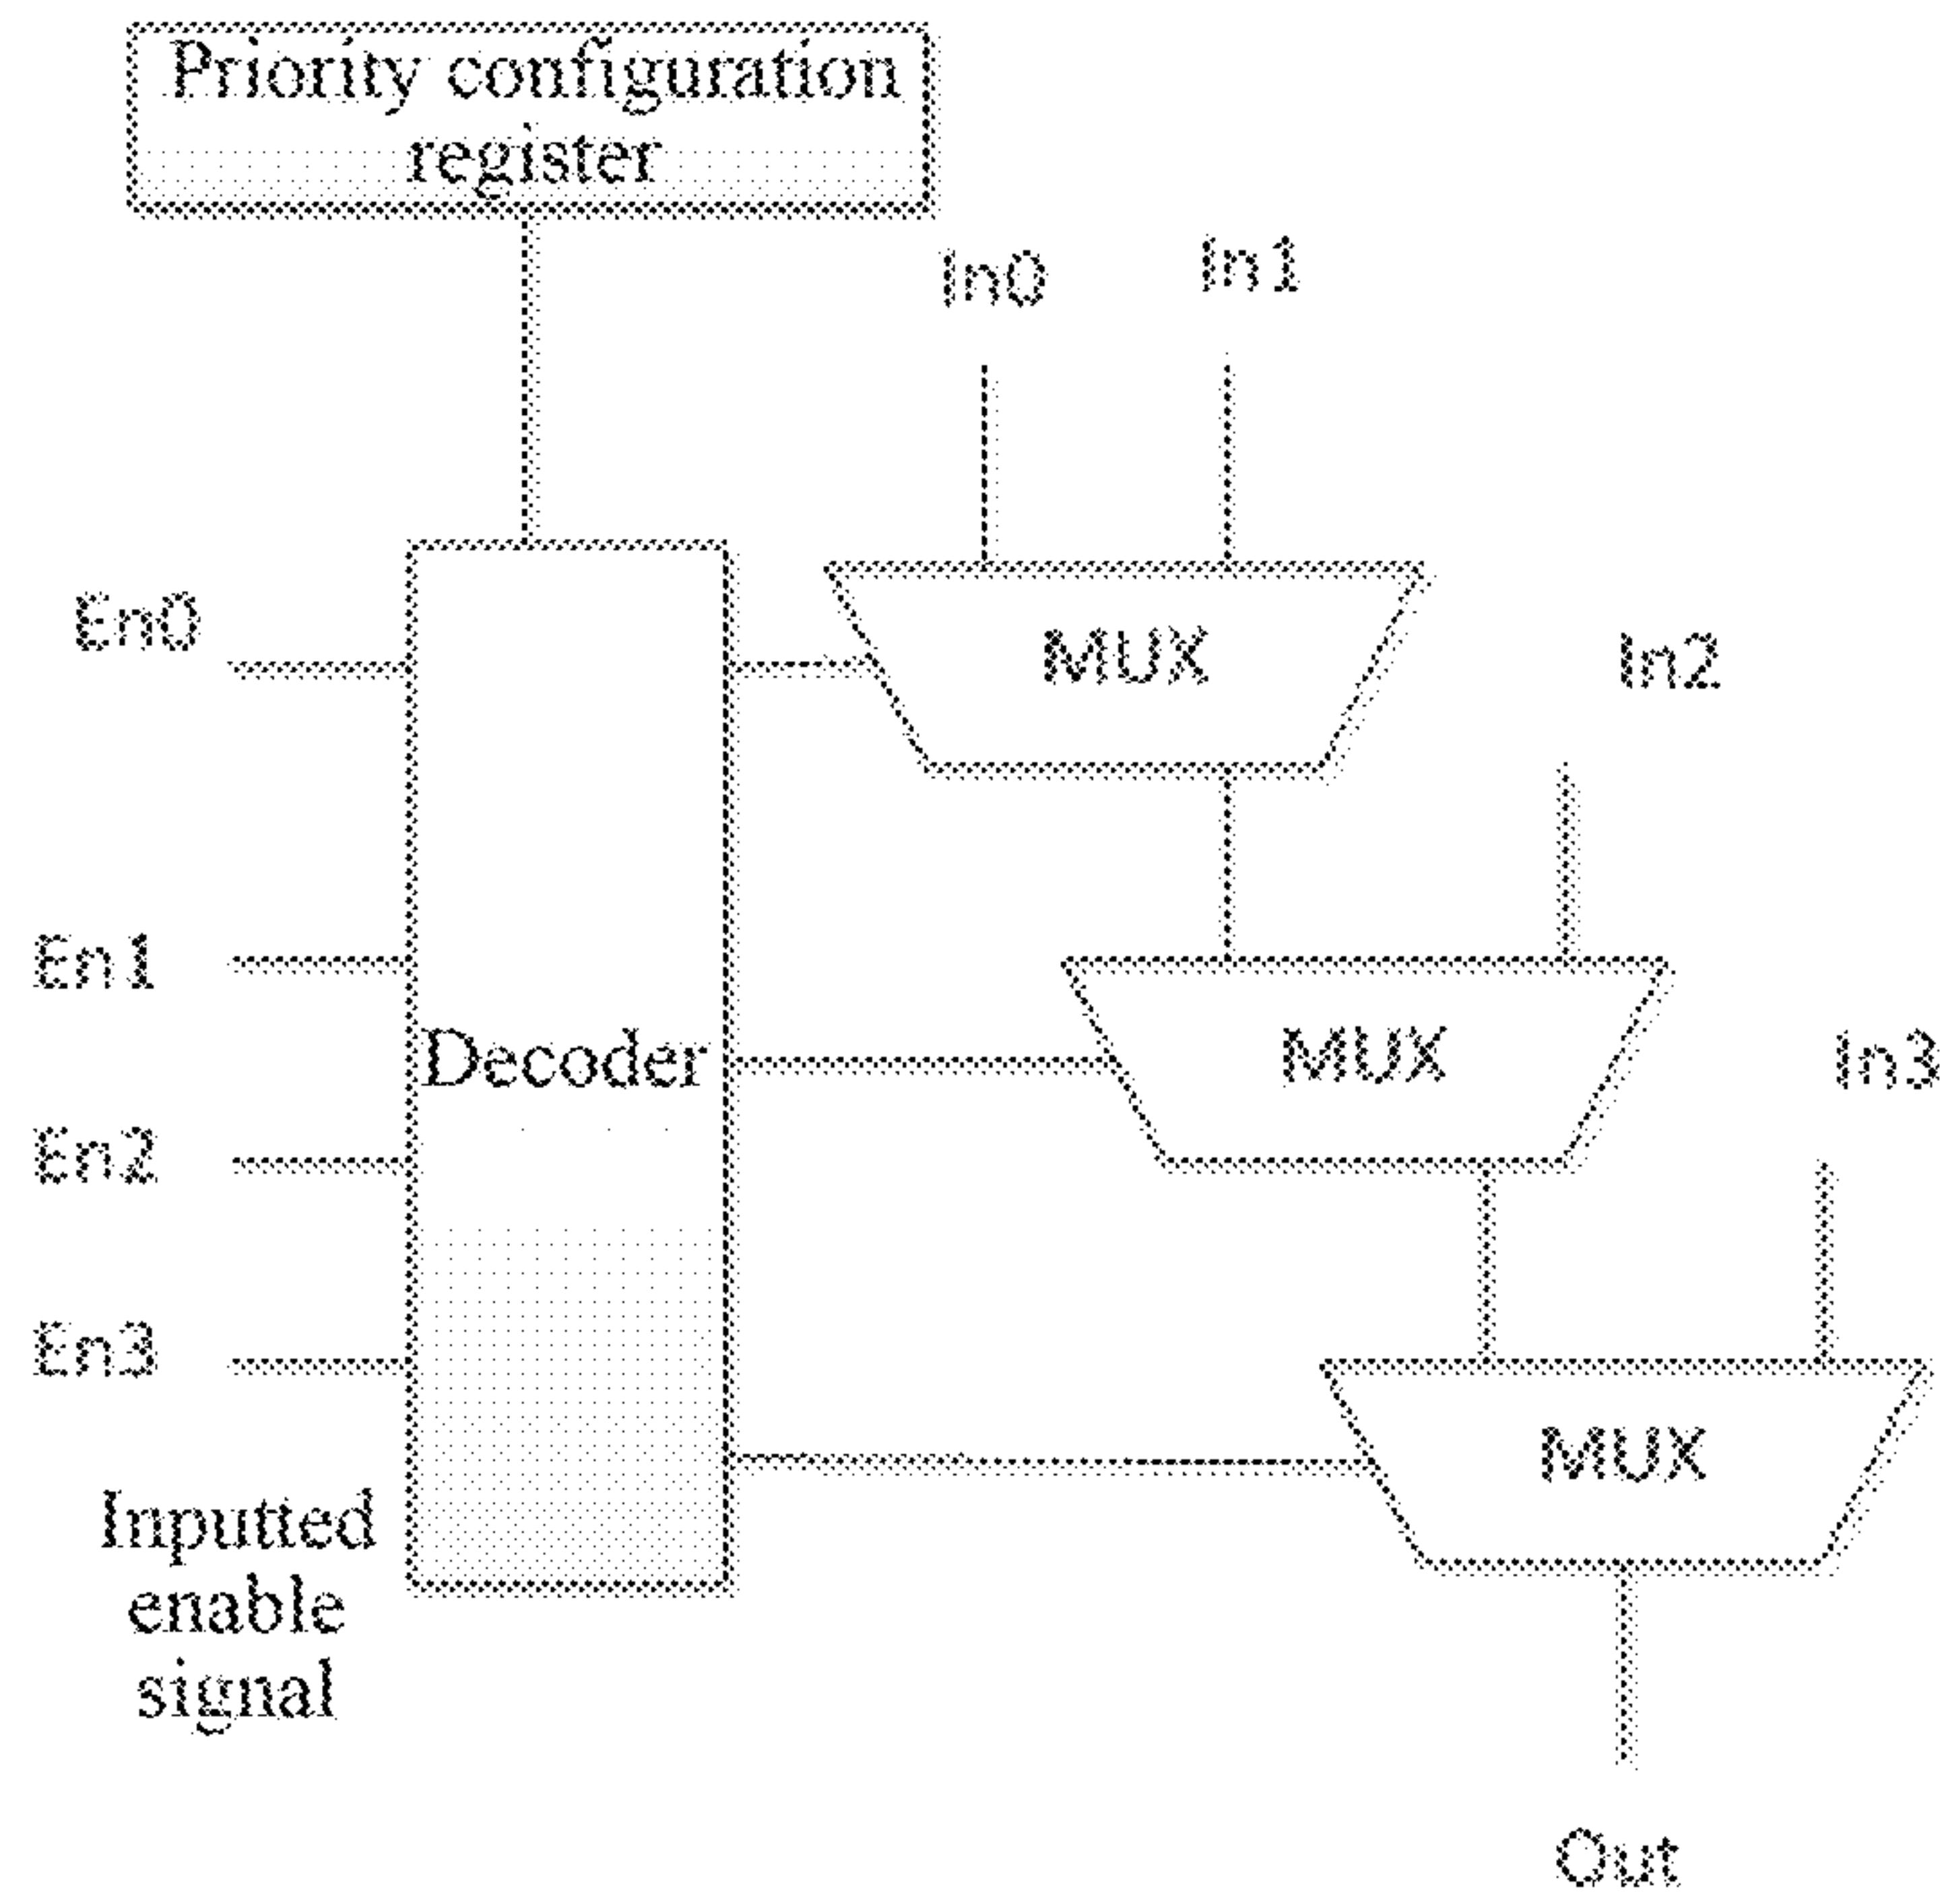 Priority configuration
register
In0
In1
En0
MUX
In2
En1
Decoder
MUX
In3
En2
En3
MUX
Inputted
enable
signal
Out